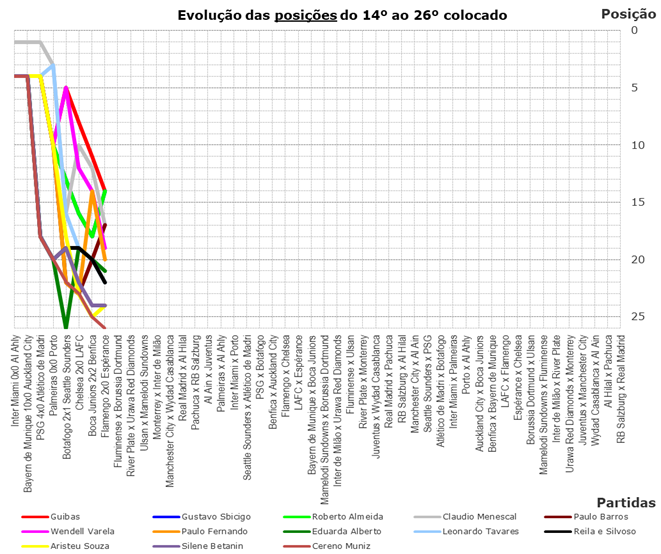 Evolução das posições do 14º ao 26º colocado
Posição
0
5
10
15
20
25
Inter Miami 0x0 Al Ahly
Bayern de Munique 10x0 Auckland City
PSG 4x0 Atlético de Madri
Palmeiras 0x0 Porto
Botafogo 2x1 Seattle Sounders
Chelsea 2x0 LAFC
Boca Juniors 2x2 Benfica
Flamengo 2x0 Espérance
Fluminense x Borussia Dortmund
River Plate x Urawa Red Diamonds
Ulsan x Mamelodi Sundowns
Monterrey x Inter de Milão
Manchester City x Wydad Casablanca
Real Madrid x Al Hilal
Pachuca x RB Salzburg
Al Ain x Juventus
Palmeiras x Al Ahly
Inter Miami x Porto
Seattle Sounders x Atlético de Madri
PSG x Botafogo
Benfica x Auckland City
Flamengo x Chelsea
LAFC x Espérance
Bayern de Munique x Boca Juniors
Mamelodi Sundowns x Borussia Dortmund
Inter de Milão x Urawa Red Diamonds
Fluminense x Ulsan
River Plate x Monterrey
Juventus x Wydad Casablanca
Real Madrid x Pachuca
RB Salzburg x Al Hilal
Manchester City x Al Ain
Seattle Sounders x PSG
Atlético de Madri x Botafogo
Inter Miami x Palmeiras
Porto x Al Ahly
Auckland City x Boca Juniors
Benfica x Bayern de Munique
LAFC x Flamengo
Espérance x Chelsea
Borussia Dortmund x Ulsan
Mamelodi Sundowns x Fluminense
Inter de Milão x River Plate
Urawa Red Diamonds x Monterrey
Juventus x Manchester City
Wydad Casablanca x Al Ain
Al Hilal x Pachuca
RB Salzburg x Real Madrid
Partidas
Guibas
Gustavo Sbicigo
Roberto Almeida
Claudio Menescal
Paulo Barros
Wendell Varela
Paulo Fernando
Eduarda Alberto
Leonardo Tavares
Reila e Silvoso
Aristeu Souza
Silene Betanin
Cereno Muniz